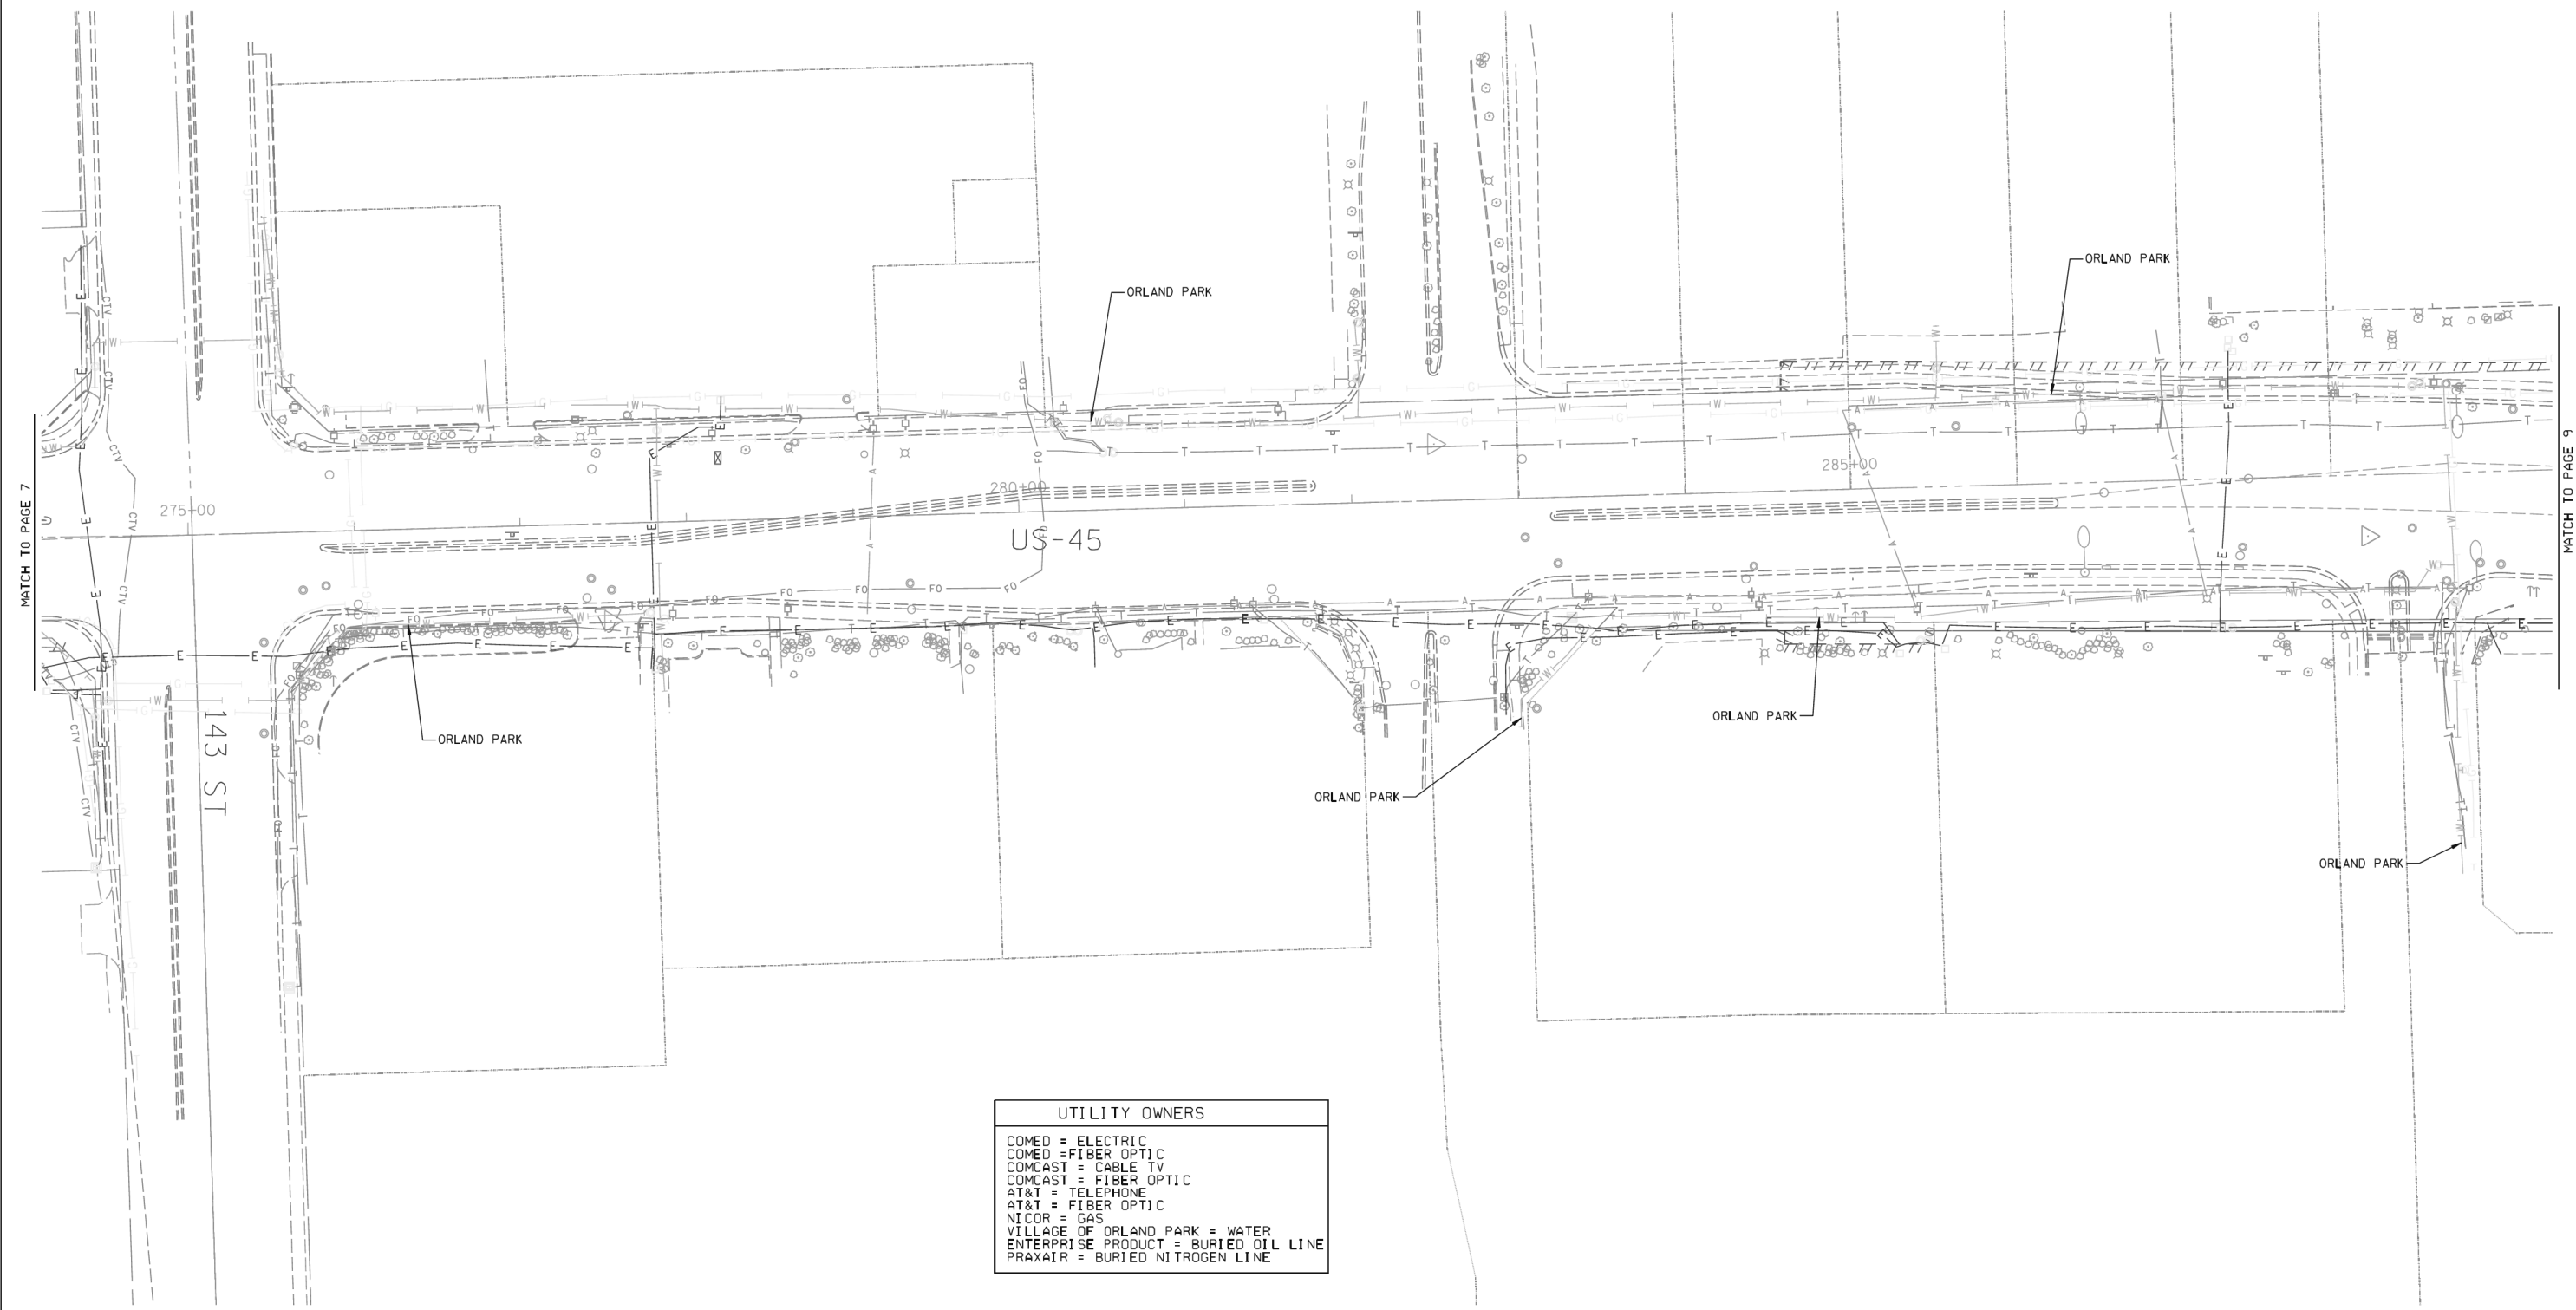 ORLAND PARK
ORLAND PARK
MATCH TO PAGE 7
MATCH TO PAGE 9
275+00
280+00
285+00
US-45
143 ST
ORLAND PARK
ORLAND PARK
ORLAND PARK
ORLAND PARK
UTILITY OWNERS
COMED = ELECTRIC
COMED =FIBER OPTIC
COMCAST = CABLE TV
COMCAST = FIBER OPTIC
AT&T = TELEPHONE
AT&T = FIBER OPTIC
NICOR = GAS
VILLAGE OF ORLAND PARK = WATER
ENTERPRISE PRODUCT = BURIED OIL LINE
PRAXAIR = BURIED NITROGEN LINE